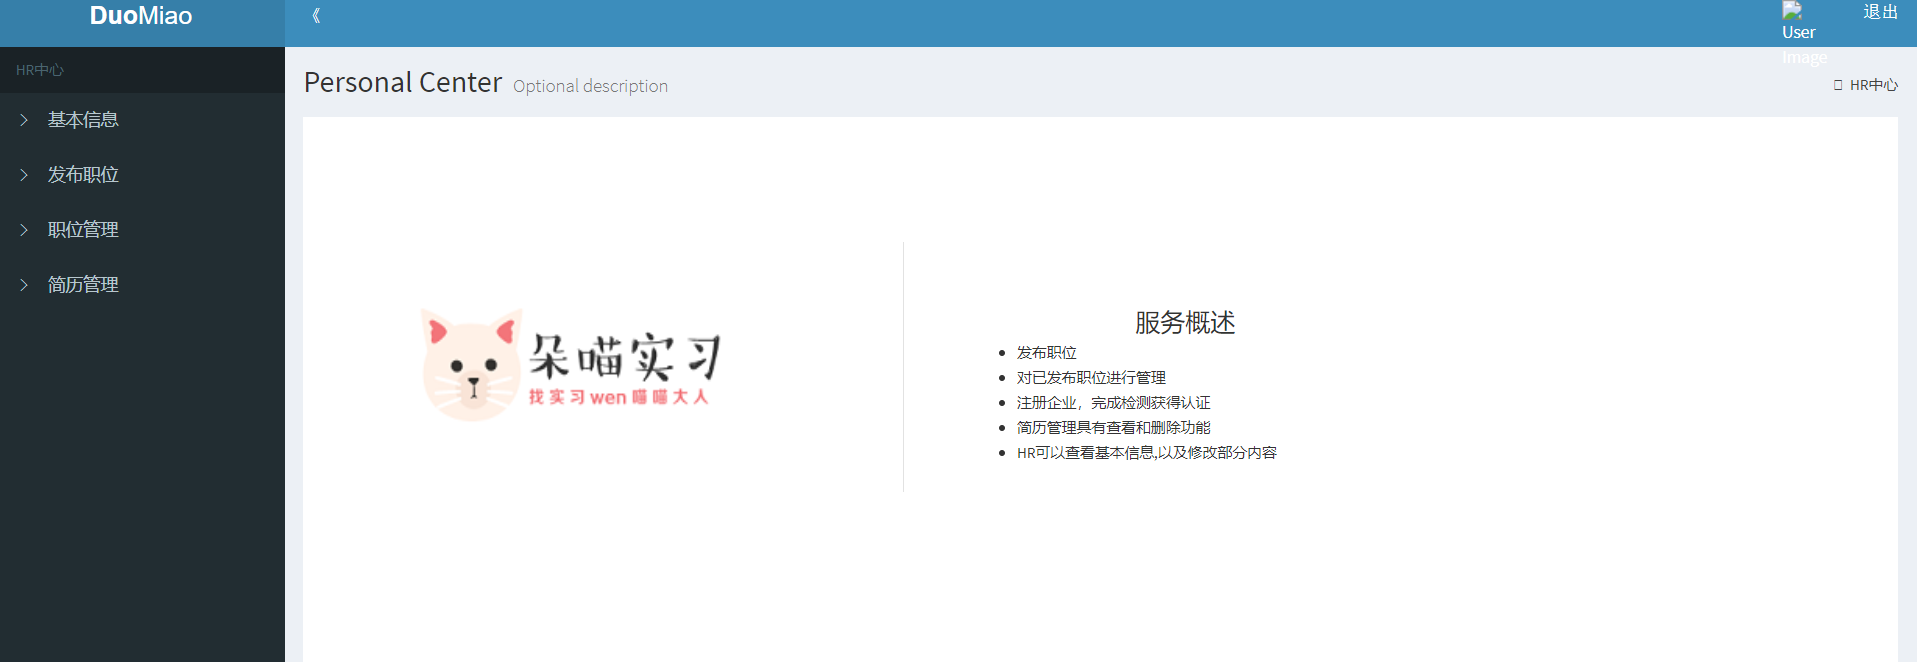 DuoMiao
《
User
Image
退出
HR中心
基本信息
发布职位
职位管理
简历管理
Personal Center Optional description
HR中心
朵喵实习
找实习wen喵喵大人
服务概述
发布职位
对已发布职位进行管理
注册企业，完成检测获得认证
简历管理具有查看和删除功能
HR可以查看基本信息,以及修改部分内容